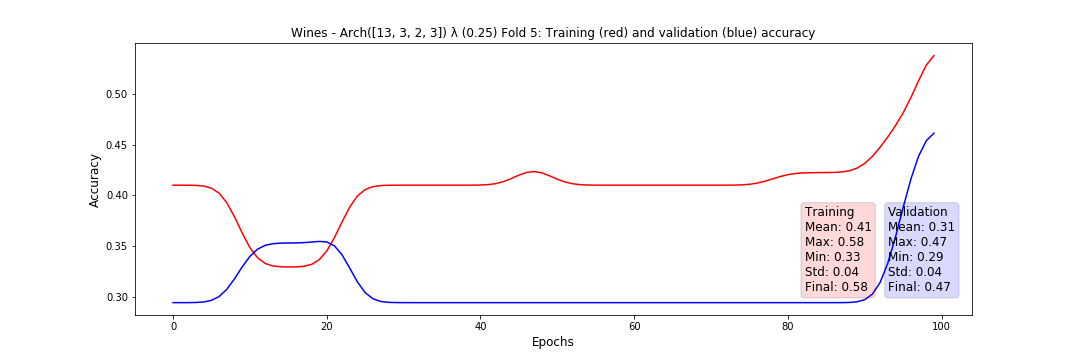 Wines - Arch([13, 3, 2, 3]) λ (0.25) Fold 5: Training (red) and validation (blue) accuracy
Accuracy
0.50
0.45
0.40
0.35
0.30
Training
Mean: 0.41
Max: 0.58
Min: 0.33
Std: 0.04
Final: 0.58
Validation
Mean: 0.31
Max: 0.47
Min: 0.29
Std: 0.04
Final: 0.47
0 20 40 60 80 100
Epochs